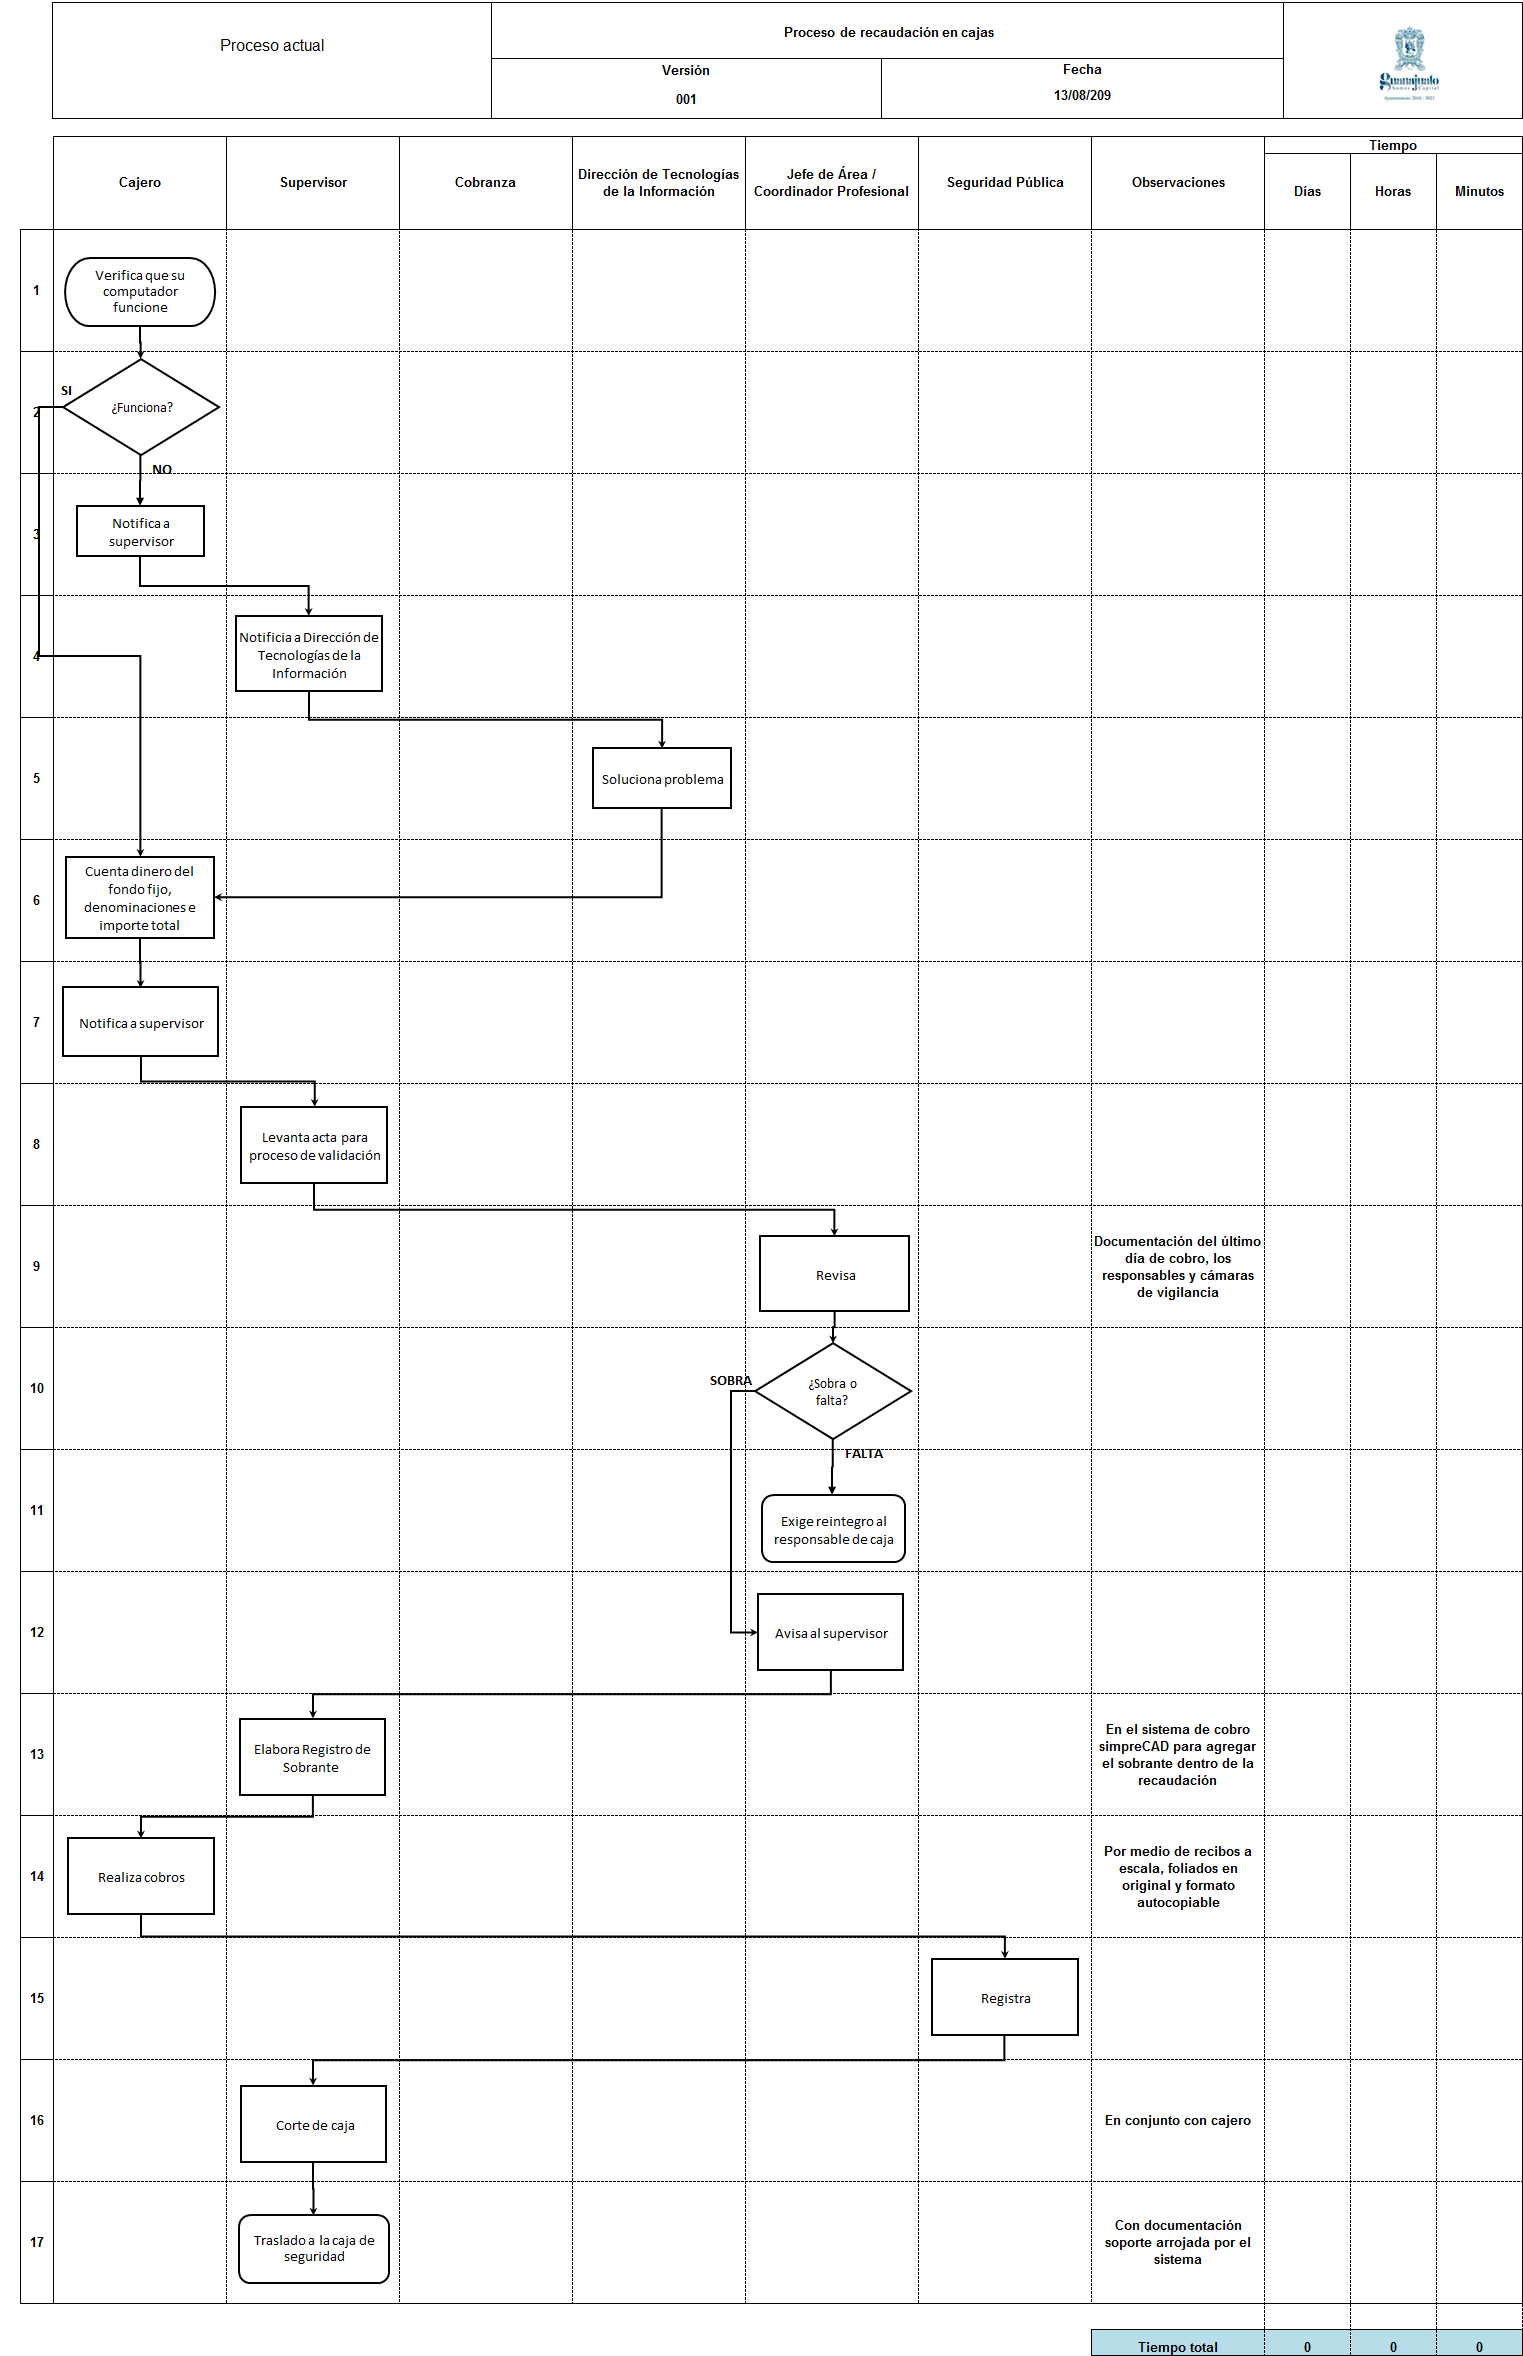 Proceso actual
Proceso de recaudación en cajas
Versión
001
Fecha
13/08/209
guanajuato
Somos Capital
Ayuntamiento 2018 - 2021
Cajero
Supervisor
Cobranza
Dirección de Tecnologías
de la Información
Jefe de Área /
Coordinador Profesional
Seguridad Pública
Observaciones
Tiempo
Días
Horas
Minutos
1
Verifica que su
computador
funcione
2
SI
¿Funciona?
NO
3
Notifica a
supervisor
4
Notificia a Dirección de
Tecnologías de la
Información
5
Soluciona problema
6
Cuenta dinero del
fondo fijo,
denominaciones e
importe total
7
Notifica a supervisor
8
Levanta acta para
proceso de validación
9
Revisa
Documentación del último
día de cobro, los
responsables y cámaras
de vigilancia
10
SOBRA
¿Sobra o
falta?
FALTA
11
Exige reintegro al
responsable de caja
12
Avisa al supervisor
13
Elabora Registro de
Sobrante
En el sistema de cobro
simpreCAD para agregar
el sobrante dentro de la
recaudación
14
Realiza cobros
Por medio de recibos a
escala, foliados en
original y formato
autocopiable
15
Registra
16
Corte de caja
En conjunto con cajero
17
Traslado a la caja de
seguridad
Con documentación
soporte arrojada por el
sistema
Tiempo total
0
0
0